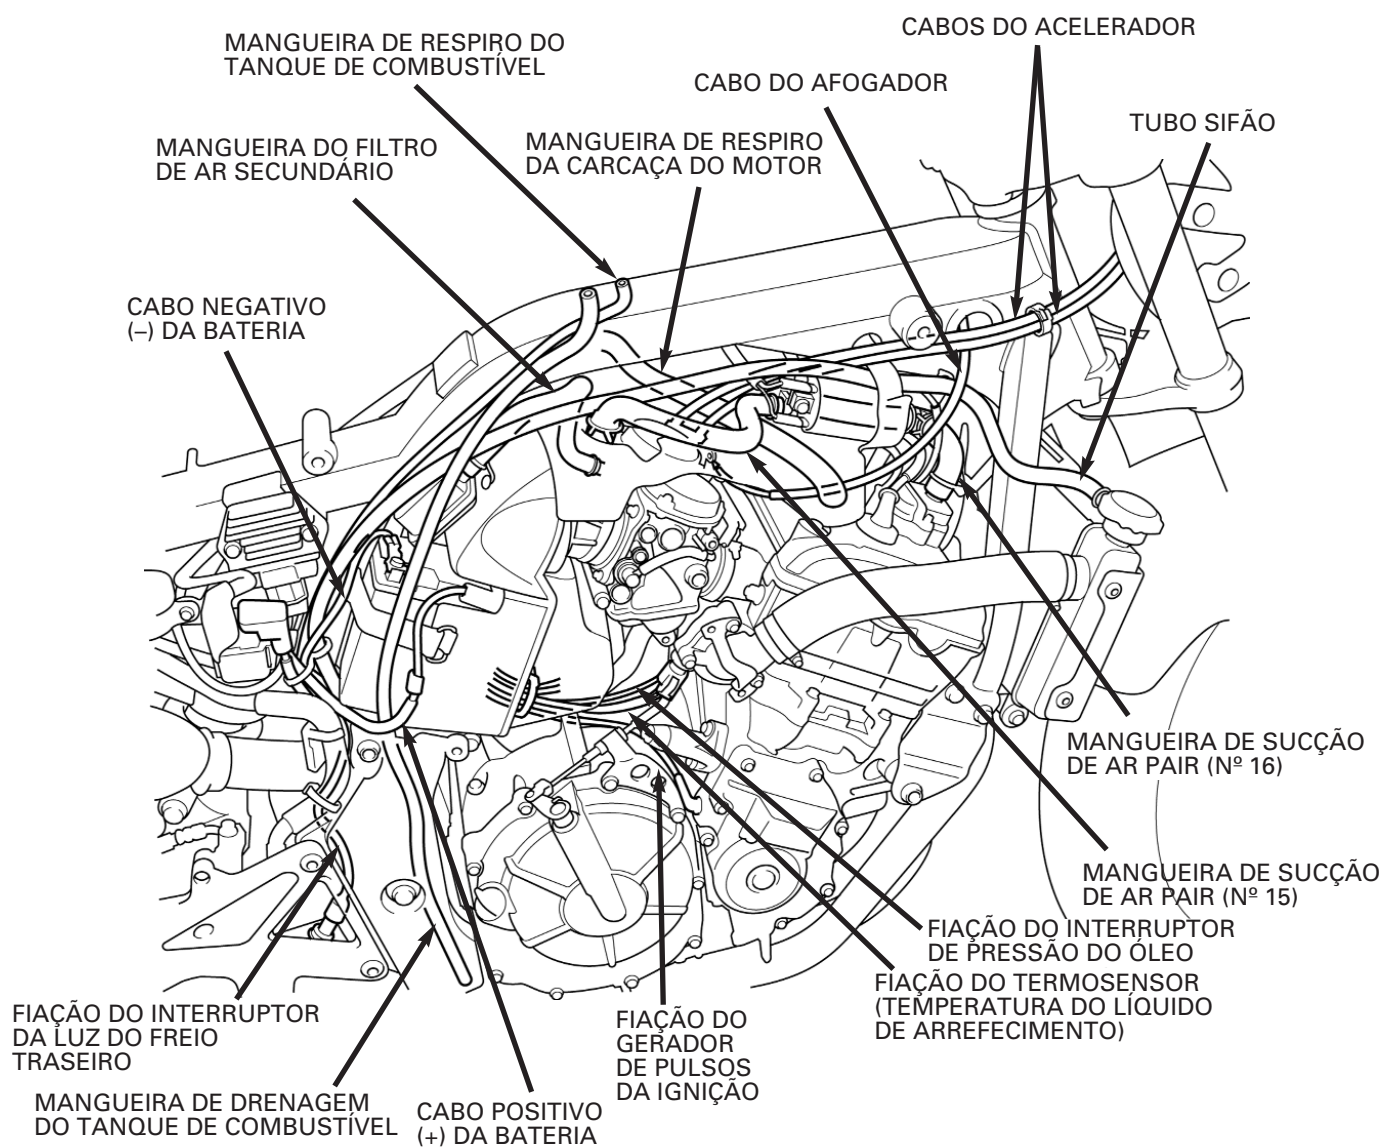 CABOS DO ACELERADOR
MANGUEIRA DE RESPIRO DO
TANQUE DE COMBUSTÍVEL
CABO DO AFOGADOR
TUBO SIFÃO
MANGUEIRA DO FILTRO
DE AR SECUNDÁRIO
MANGUEIRA DE RESPIRO
DA CARCAÇA DO MOTOR
CABO NEGATIVO
(–) DA BATERIA
MANGUEIRA DE SUCÇÃO
DE AR PAIR (Nº 16)
MANGUEIRA DE SUCÇÃO
DE AR PAIR (Nº 15)
FIAÇÃO DO INTERRUPTOR
DE PRESSÃO DO ÓLEO
FIAÇÃO DO TERMOSENSOR
(TEMPERATURA DO LÍQUIDO
DE ARREFECIMENTO)
FIAÇÃO DO INTERRUPTOR
DA LUZ DO FREIO
TRASEIRO
FIAÇÃO DO
GERADOR
DE PULSOS
DA IGNIÇÃO
MANGUEIRA DE DRENAGEM
DO TANQUE DE COMBUSTÍVEL
CABO POSITIVO
(+) DA BATERIA